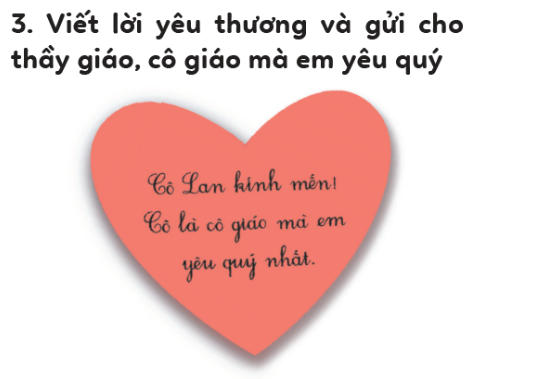 3. Viết lời yêu thương và gửi cho
thầy giáo, cô giáo mà em yêu quý
Cô Lan kính mến!
Cô là cô giáo mà em
yêu quý nhất.